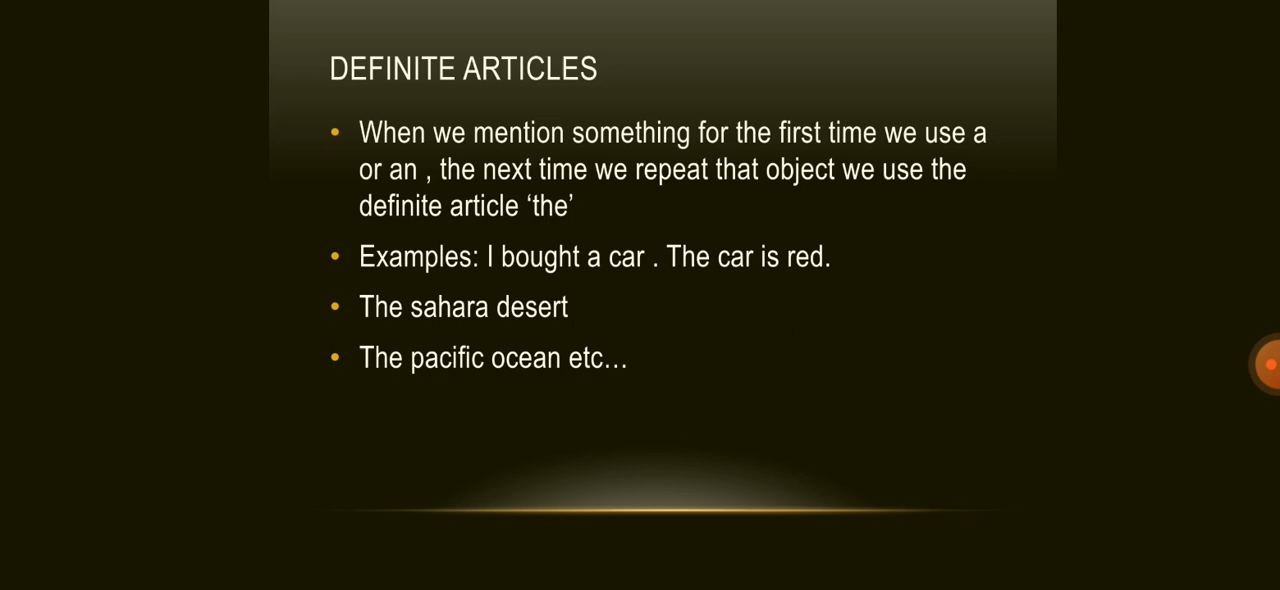 DEFINITE ARTICLES
• When we mention something for the first time we use a
or an , the next time we repeat that object we use the
definite article ‘the’
• Examples: I bought a car . The car is red.
• The sahara desert
• The pacific ocean etc…